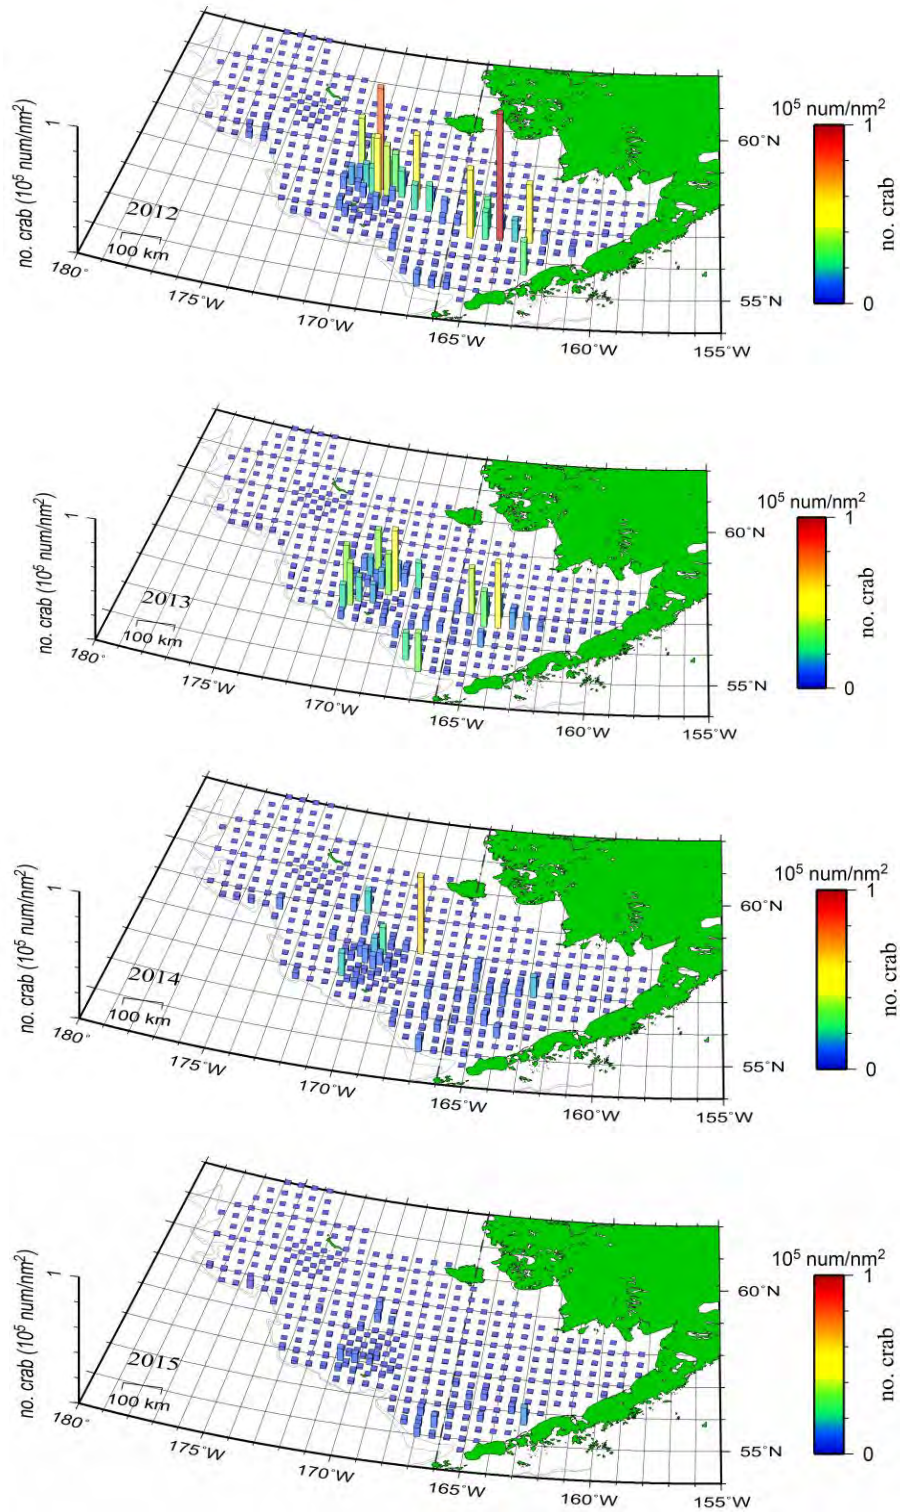 10⁵ num/nm²
1
no. crab (10⁵ num/nm²)
60˚N
no. crab
2012
100 km
180˚
0
175˚W
55˚N
170˚W
165˚W
160˚W
155˚W
10⁵ num/nm²
1
1
no. crab (10⁵ num/nm²)
60˚N
no. crab
2013
100 km
180˚
0
175˚W
55˚N
170˚W
165˚W
160˚W
155˚W
10⁵ num/nm²
1
1
no. crab (10⁵ num/nm²)
60˚N
no. crab
2014
100 km
180˚
0
175˚W
55˚N
170˚W
165˚W
160˚W
155˚W
10⁵ num/nm²
1
1
no. crab (10⁵ num/nm²)
60˚N
no. crab
2015
100 km
180˚
0
175˚W
55˚N
170˚W
165˚W
160˚W
155˚W